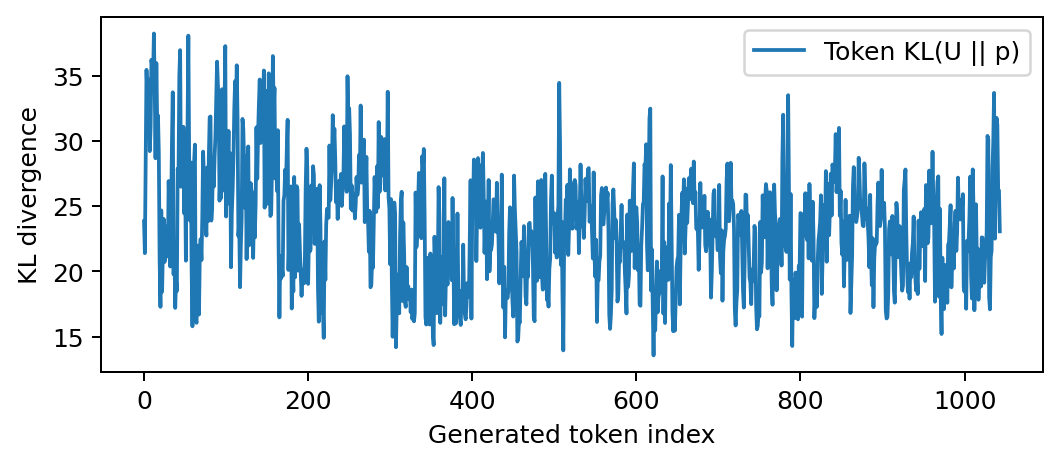 Token KL(U || p)
KL divergence
35
30
25
20
15
0 200 400 600 800 1000
Generated token index